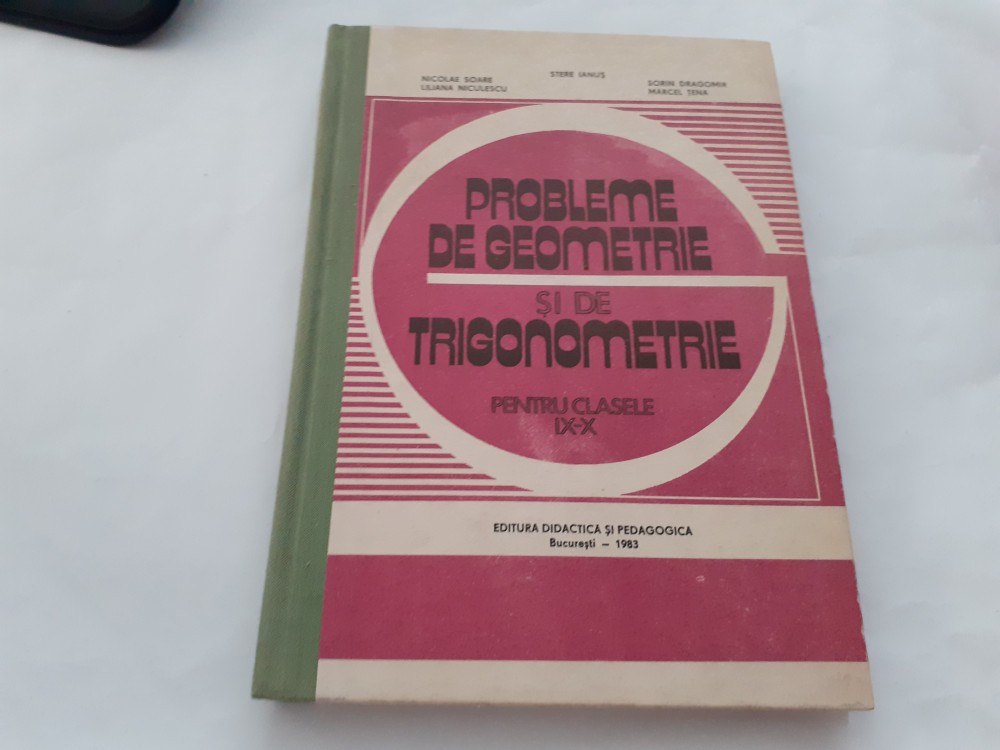 STERE IANUȘ
NICOLAE SOARE
LILIANA NICULESCU
SORIN DRAGOMIR
MARCEL ȚENA
PROBLEME
DE GEOMETRIE
ȘI DE
TRIGONOMETRIE
PENTRU CLASELE
IX-X
EDITURA DIDACTICA ȘI PEDAGOGICA
București – 1983